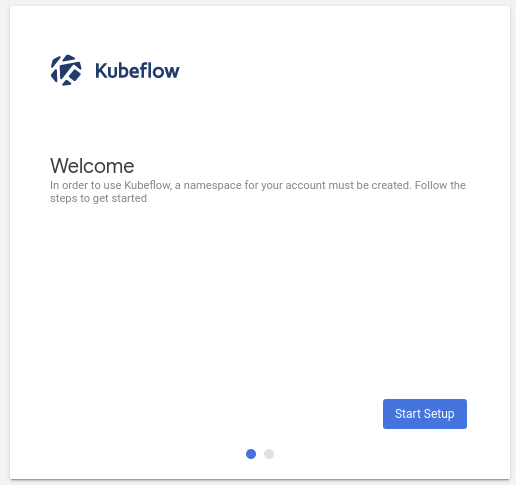 Kubeflow
Welcome
In order to use Kubeflow, a namespace for your account must be created. Follow the
steps to get started
Start Setup